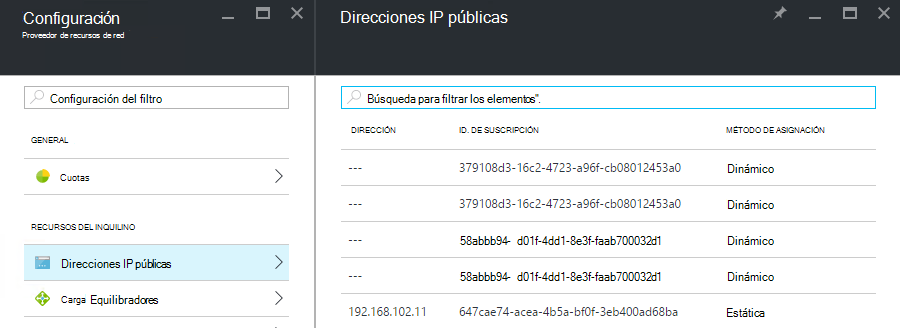 Configuración
Proveedor de recursos de red
Configuración del filtro
GENERAL
Cuotas
RECURSOS DEL INQUILINO
Direcciones IP públicas
Carga Equilibradores
Direcciones IP públicas
Búsqueda para filtrar los elementos".
DIRECCIÓN ID. DE SUSCRIPCIÓN MÉTODO DE ASIGNACIÓN
--- 379108d3-16c2-4723-a96f-cb08012453a0 Dinámico
--- 379108d3-16c2-4723-a96f-cb08012453a0 Dinámico
--- 58abbb94- d01f-4dd1-8e3f-faab700032d1 Dinámico
--- 58abbb94- d01f-4dd1-8e3f-faab700032d1 Dinámico
192.168.102.11 647cae74-acea-4b5a-bf0f-3eb400ad68ba Estática